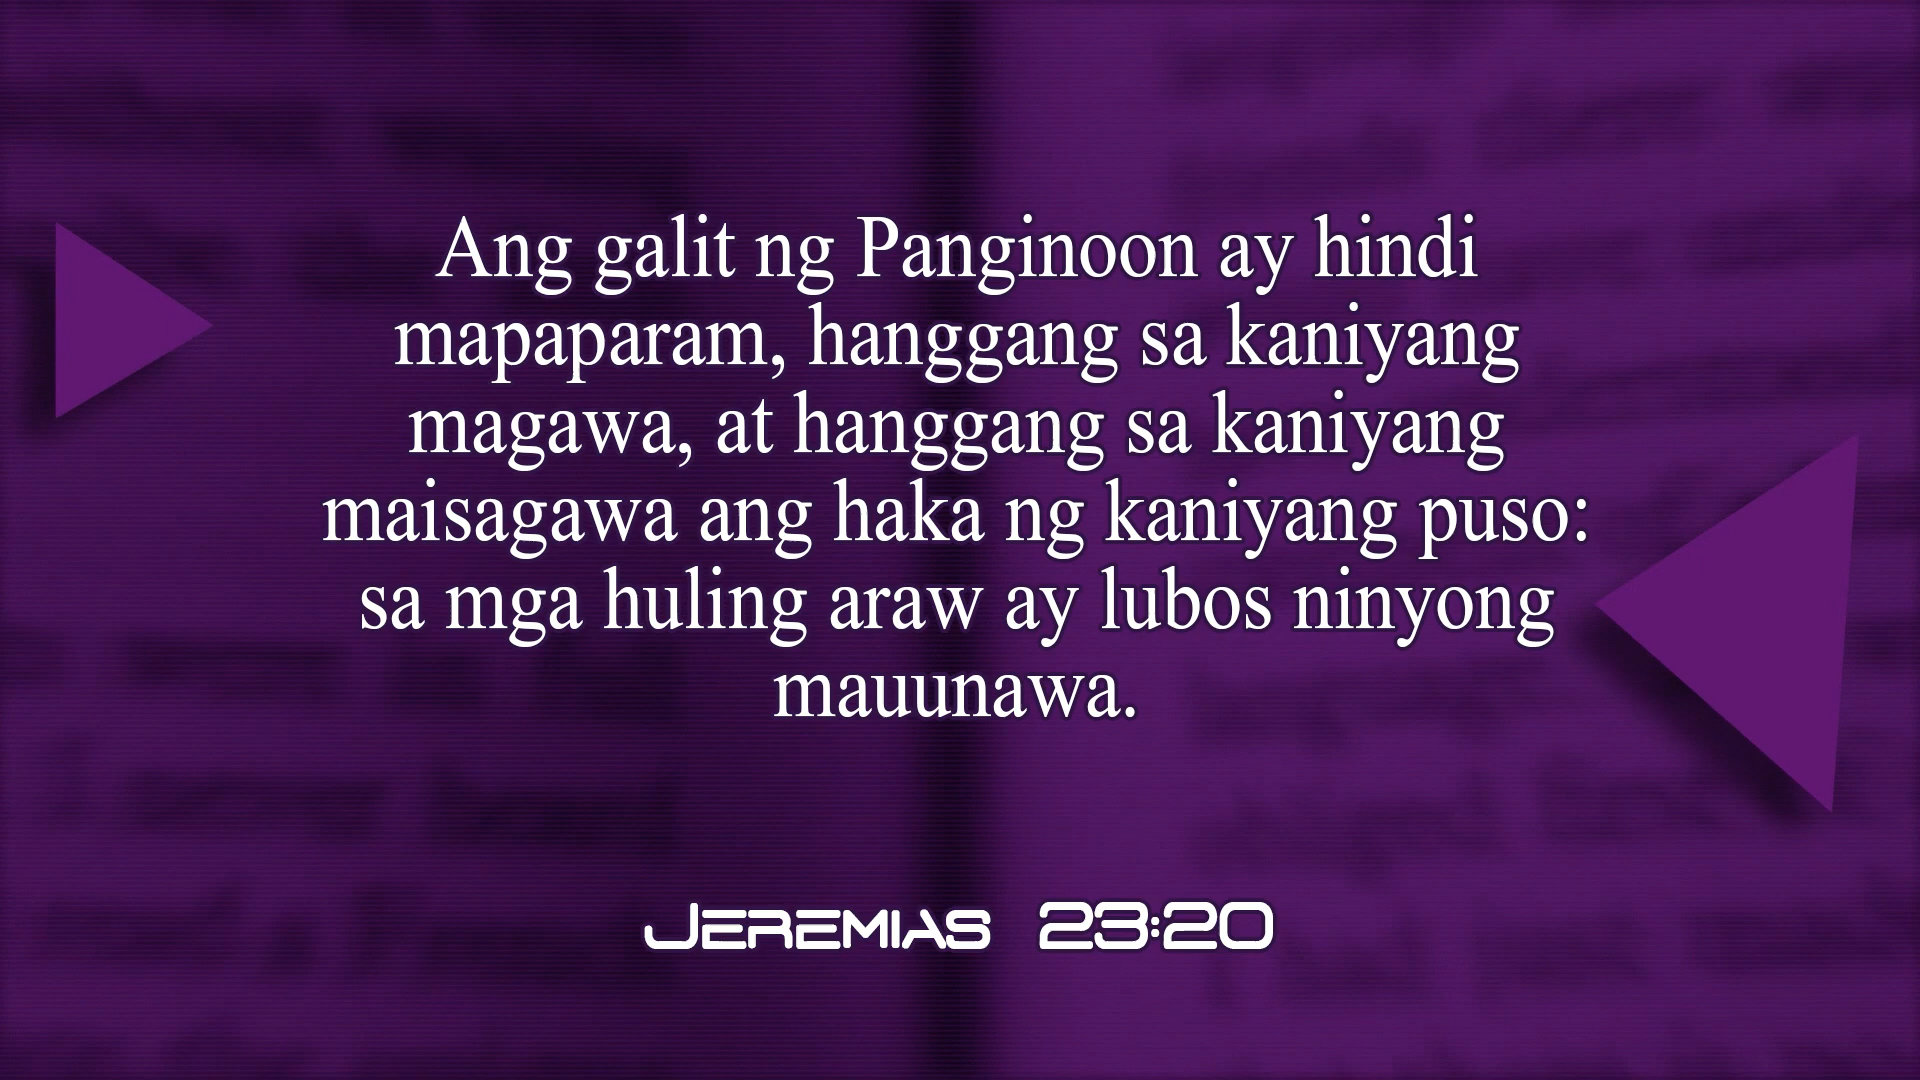 Ang galit ng Panginoon ay hindi
mapaparam, hanggang sa kaniyang
magawa, at hanggang sa kaniyang
maisagawa ang haka ng kaniyang puso:
sa mga huling araw ay lubos ninyong
mauunawa.
Jeremias 23:20